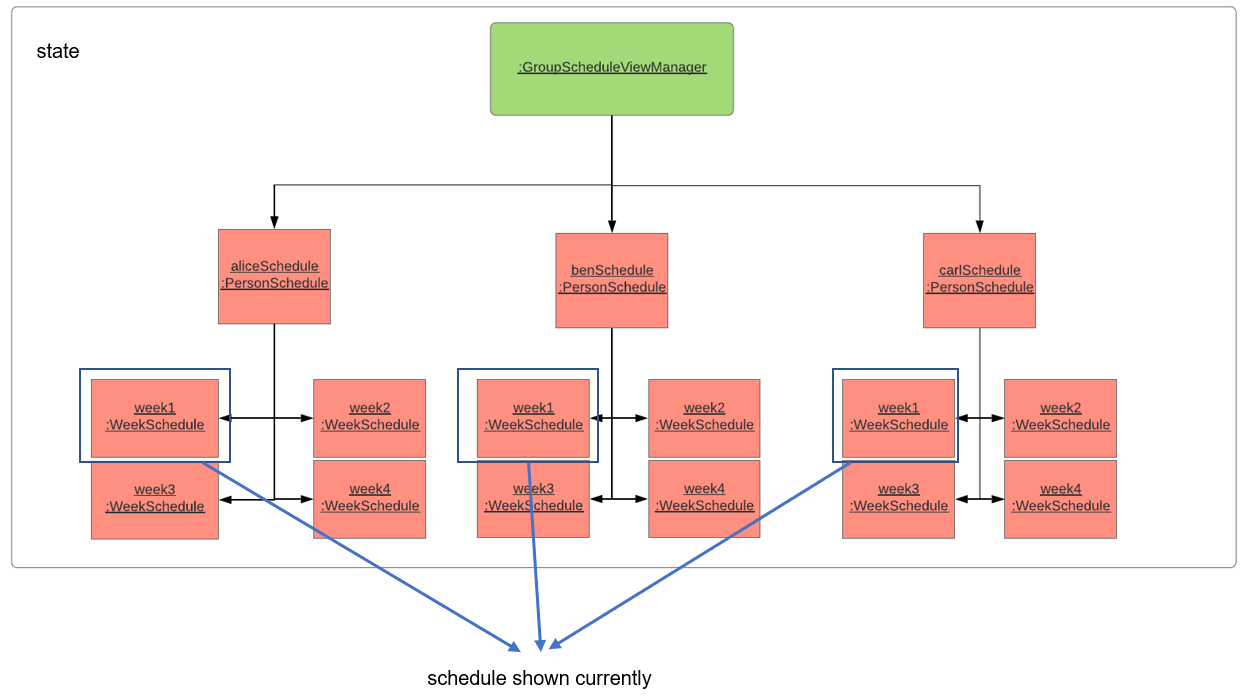 state
:GroupScheduleViewManager
aliceSchedule
:PersonSchedule
benSchedule
:PersonSchedule
carlSchedule
:PersonSchedule
week1
:WeekSchedule
week2
:WeekSchedule
week1
:WeekSchedule
week2
:WeekSchedule
week1
:WeekSchedule
week2
:WeekSchedule
week3
:WeekSchedule
week4
:WeekSchedule
week3
:WeekSchedule
week4
:WeekSchedule
week3
:WeekSchedule
week4
:WeekSchedule
schedule shown currently